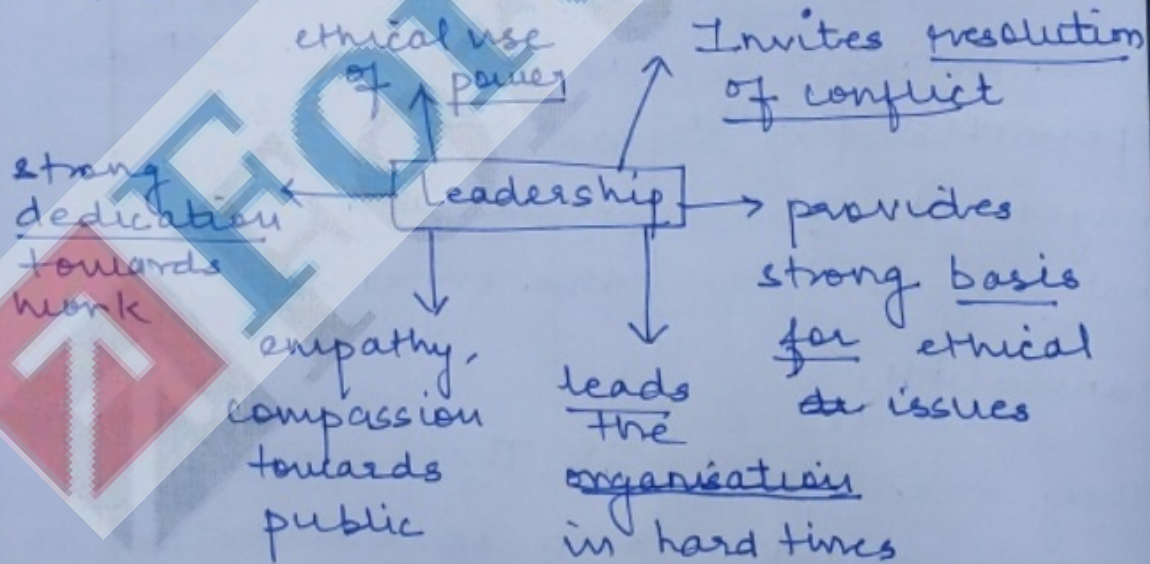 ethical use
of power
Invites resolution
of conflict
strong
dedication
towards
work
Leadership
provides
strong basis
for ethical
issues
empathy,
compassion
towards
public
leads
the
organisation
in hard times